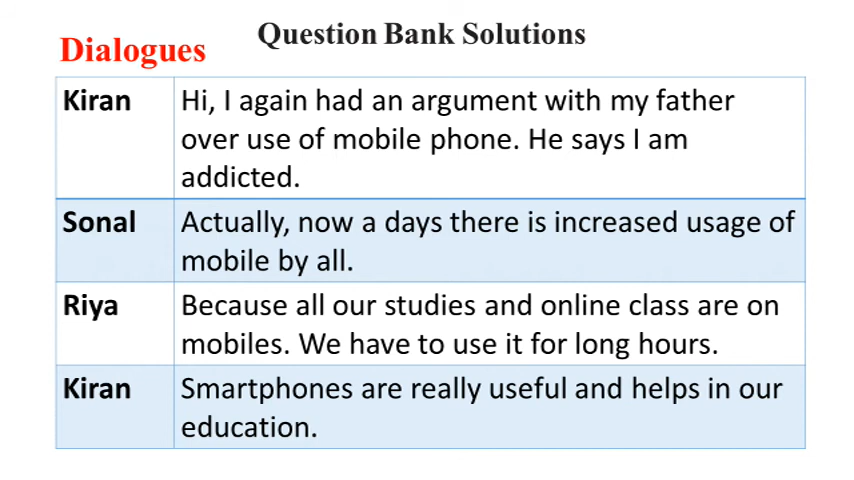 Question Bank Solutions
Dialogues
Kiran
Hi, I again had an argument with my father
over use of mobile phone. He says I am
addicted.
Sonal
Actually, now a days there is increased usage of
mobile by all.
Riya
Because all our studies and online class are on
mobiles. We have to use it for long hours.
Kiran
Smartphones are really useful and helps in our
education.